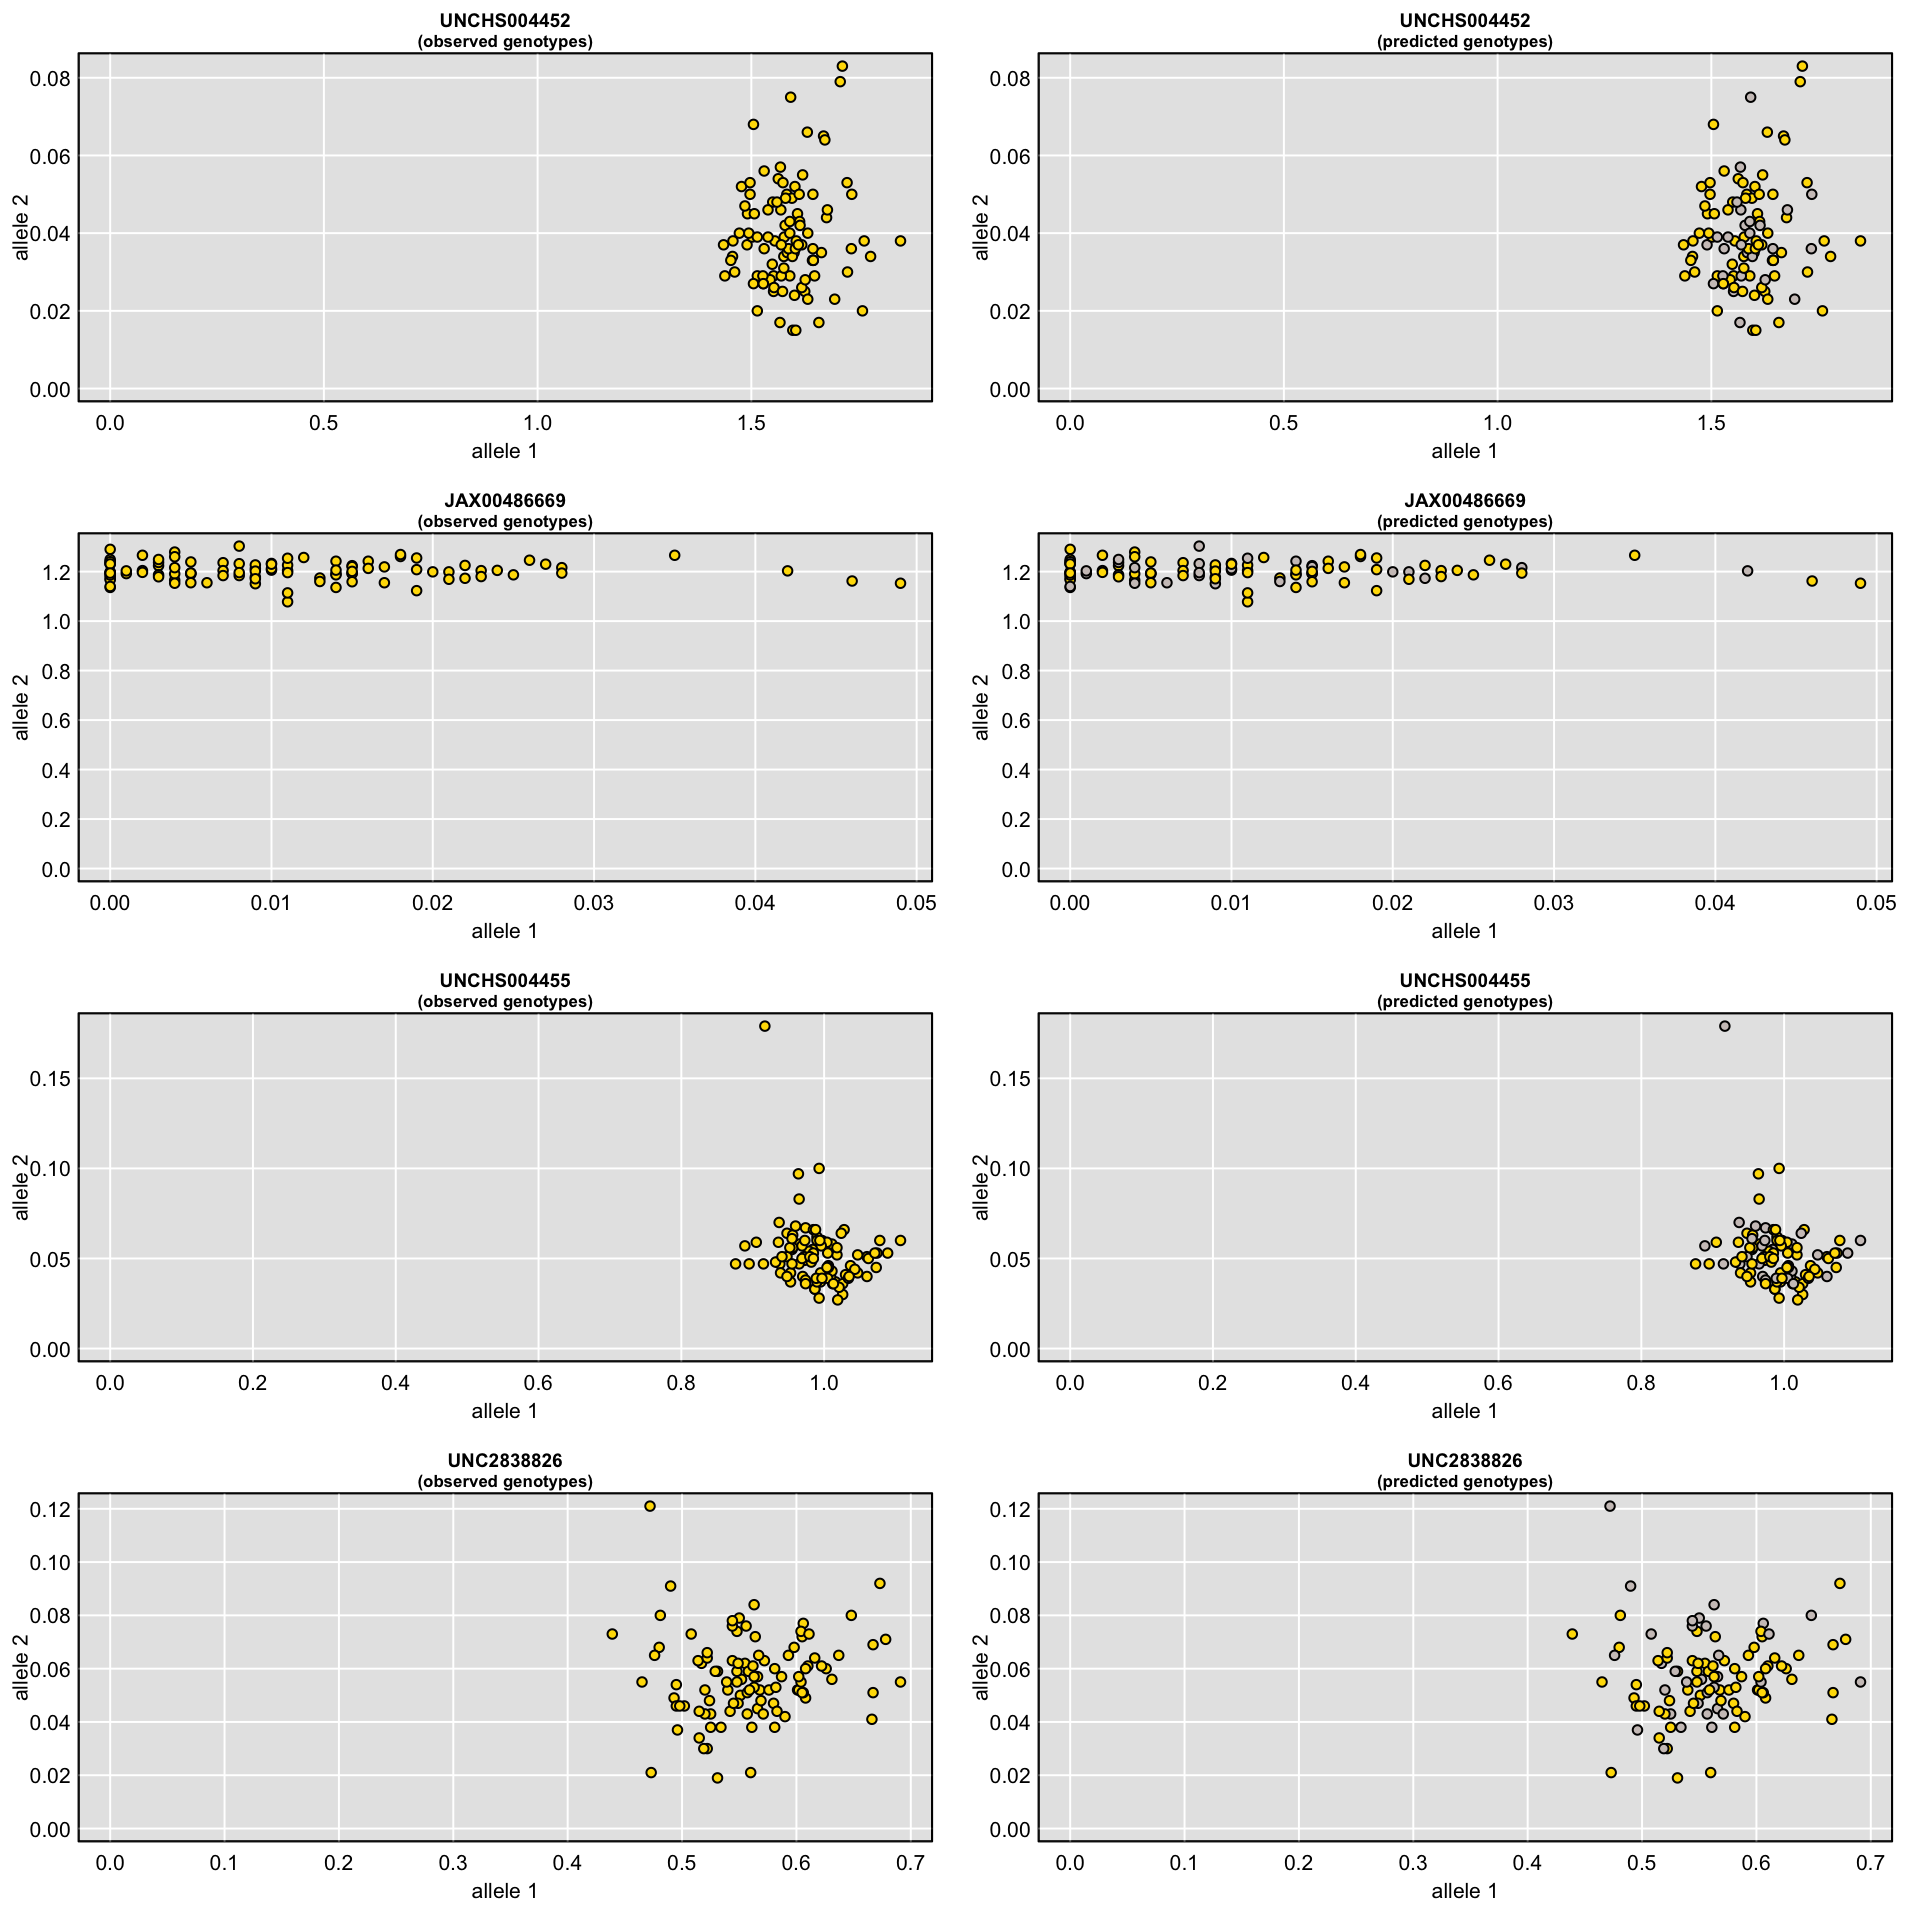 UNCHS004452
(observed genotypes)
allele 2
0.08
0.06
0.04
0.02
0.00
0.0 0.5 1.0 1.5
allele 1
UNCHS004452
(predicted genotypes)
allele 2
0.08
0.06
0.04
0.02
0.00
0.0 0.5 1.0 1.5
allele 1
JAX00486669
(observed genotypes)
allele 2
1.2
1.0
0.8
0.6
0.4
0.2
0.0
0.00 0.01 0.02 0.03 0.04 0.05
allele 1
JAX00486669
(predicted genotypes)
allele 2
1.2
1.0
0.8
0.6
0.4
0.2
0.0
0.00 0.01 0.02 0.03 0.04 0.05
allele 1
UNCHS004455
(observed genotypes)
allele 2
0.15
0.10
0.05
0.00
0.0 0.2 0.4 0.6 0.8 1.0
allele 1
UNCHS004455
(predicted genotypes)
allele 2
0.15
0.10
0.05
0.00
0.0 0.2 0.4 0.6 0.8 1.0
allele 1
UNC2838826
(observed genotypes)
allele 2
0.12
0.10
0.08
0.06
0.04
0.02
0.00
0.0 0.1 0.2 0.3 0.4 0.5 0.6 0.7
allele 1
UNC2838826
(predicted genotypes)
allele 2
0.12
0.10
0.08
0.06
0.04
0.02
0.00
0.0 0.1 0.2 0.3 0.4 0.5 0.6 0.7
allele 1